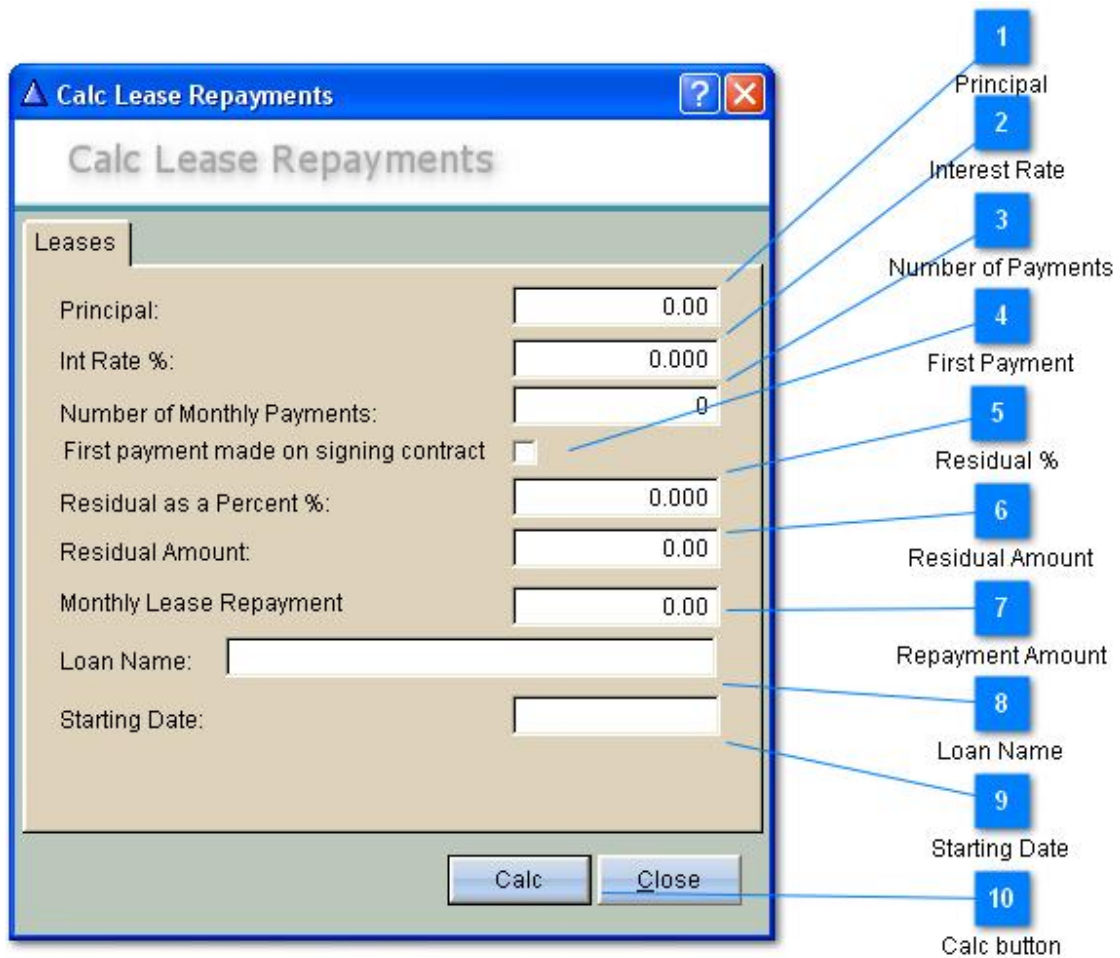 Calc Lease Repayments
?
Calc Lease Repayments
Leases
Principal: 0.00
Int Rate %: 0.000
Number of Monthly Payments: 0
First payment made on signing contract
Residual as a Percent %: 0.000
Residual Amount: 0.00
Monthly Lease Repayment 0.00
Loan Name:
Starting Date:
Calc Close
1
Principal
2
Interest Rate
3
Number of Payments
4
First Payment
5
Residual %
6
Residual Amount
7
Repayment Amount
8
Loan Name
9
Starting Date
10
Calc button